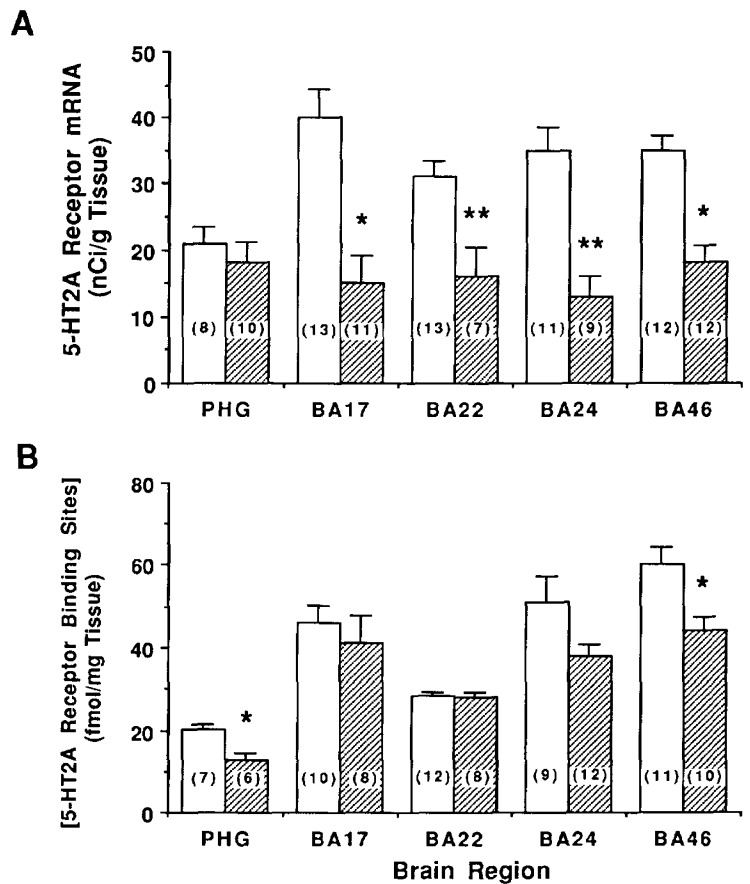 A
5-HT2A Receptor mRNA
(nCi/g Tissue)
50
40
30
20
10
0
*
**
**
*
(8) (10) (13) (11) (13) (7) (11) (9) (12) (12)
PHG BA17 BA22 BA24 BA46
B
[5-HT2A Receptor Binding Sites]
(fmol/mg Tissue)
80
60
40
20
0
*
*
(7) (6) (10) (8) (12) (8) (9) (12) (11) (10)
PHG BA17 BA22 BA24 BA46
Brain Region